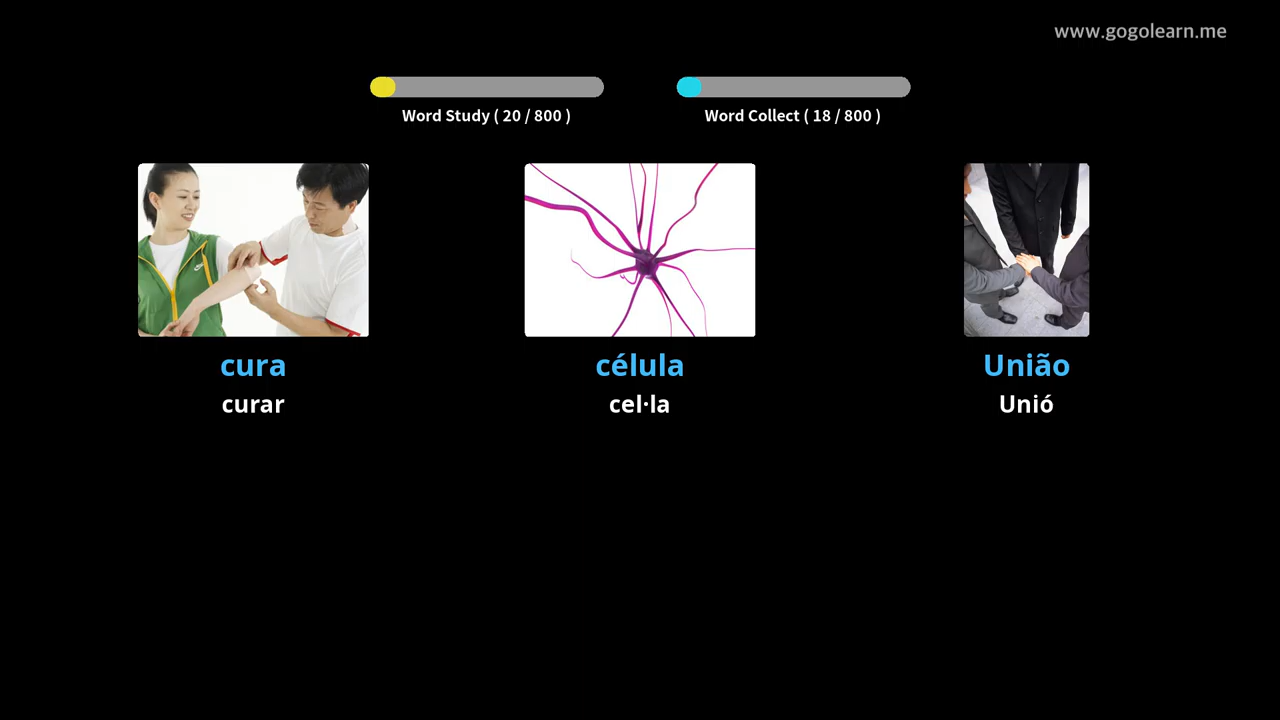 www.gogolearn.me
Word Study ( 20 / 800 )
Word Collect ( 18 / 800 )
cura
curar
célula
cel·la
União
Unió